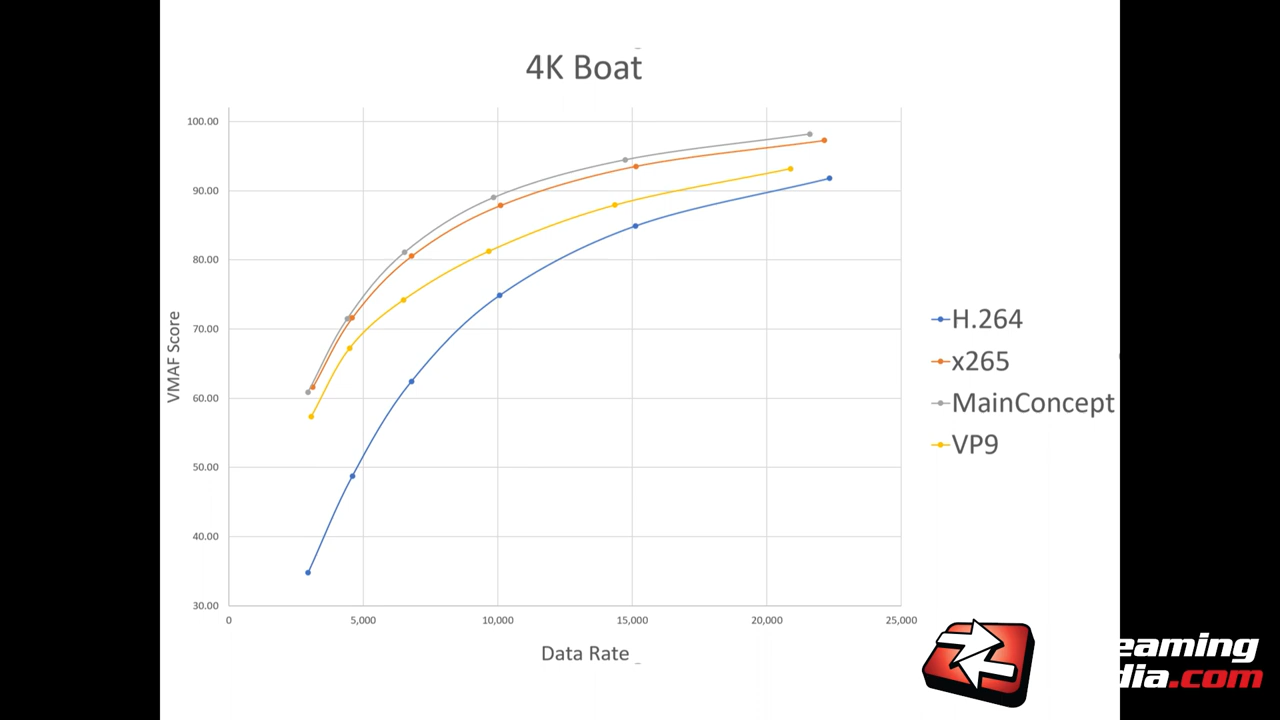 4K Boat
100.00
90.00
80.00
70.00
60.00
50.00
40.00
30.00
VMAF Score
0
5,000
10,000
15,000
20,000
25,000
Data Rate
H.264
x265
MainConcept
VP9
eaming
dia.com